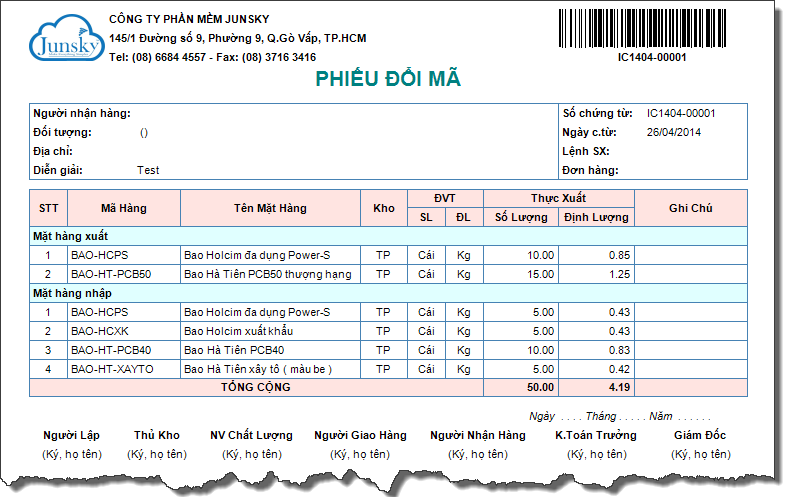 Junsky
CÔNG TY PHẦN MỀM JUNSKY
145/1 Đường số 9, Phường 9, Q.Gò Vấp, TP.HCM
Tel: (08) 6684 4557 - Fax: (08) 3716 3416
IC1404-00001
PHIẾU ĐỔI MÃ
Người nhận hàng:
Đối tượng: ()
Địa chỉ:
Diễn giải: Test
Số chứng từ: IC1404-00001
Ngày c.từ: 26/04/2014
Lệnh SX:
Đơn hàng:
STT Mã Hàng Tên Mặt Hàng Kho ĐVT Thực Xuất Ghi Chú
SL ĐL Số Lượng Định Lượng
Mặt hàng xuất
1 BAO-HCPS Bao Holcim đa dụng Power-S TP Cái Kg 10.00 0.85
2 BAO-HT-PCB50 Bao Hà Tiên PCB50 thượng hạng TP Cái Kg 15.00 1.25
Mặt hàng nhập
1 BAO-HCPS Bao Holcim đa dụng Power-S TP Cái Kg 5.00 0.43
2 BAO-HCXK Bao Holcim xuất khẩu TP Cái Kg 5.00 0.43
3 BAO-HT-PCB40 Bao Hà Tiên PCB40 TP Cái Kg 10.00 0.83
4 BAO-HT-XAYTO Bao Hà Tiên xây tô ( màu be ) TP Cái Kg 5.00 0.42
TỔNG CỘNG 50.00 4.19
Ngày . . . . Tháng . . . . . Năm . . . . . .
Người Lập Thủ Kho NV Chất Lượng Người Giao Hàng Người Nhận Hàng K.Toán Trưởng Giám Đốc
(Ký, họ tên) (Ký, họ tên) (Ký, họ tên) (Ký, họ tên) (Ký, họ tên) (Ký, họ tên) (Ký, họ tên)